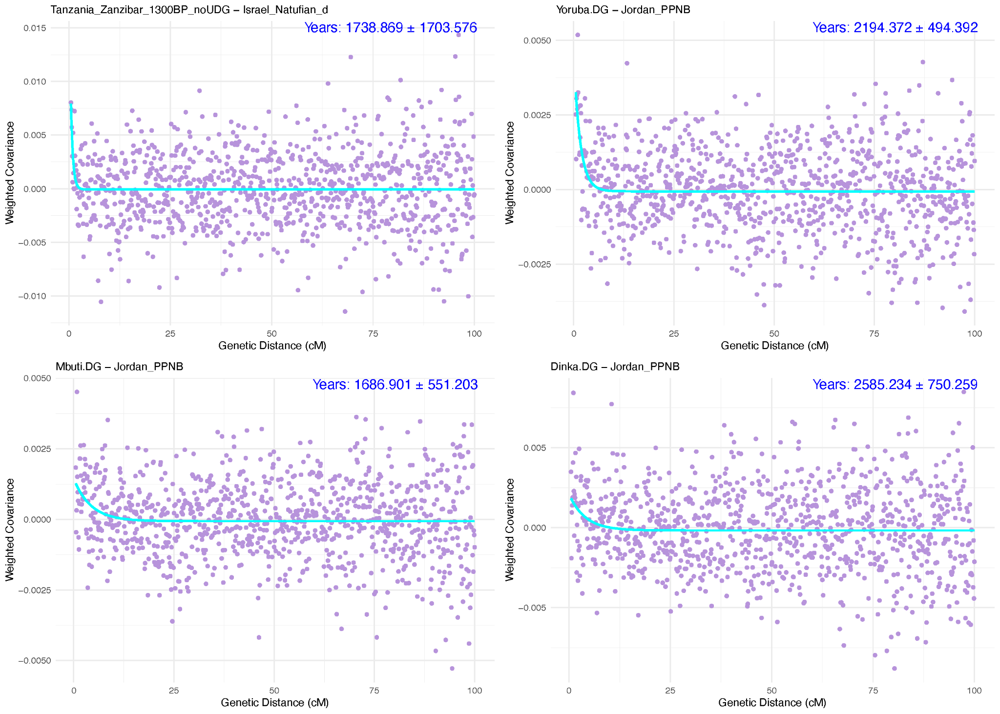 Tanzania_Zanzibar_1300BP_noUDG – Israel_Natufian_d
Years: 1738.869 ± 1703.576
0.015
0.010
0.005
0.000
−0.005
−0.010
Weighted Covariance
0 25 50 75 100
Genetic Distance (cM)
Yoruba.DG – Jordan_PPNB
Years: 2194.372 ± 494.392
0.0050
0.0025
0.0000
−0.0025
Weighted Covariance
0 25 50 75 100
Genetic Distance (cM)
Mbuti.DG – Jordan_PPNB
Years: 1686.901 ± 551.203
0.0050
0.0025
0.0000
−0.0025
−0.0050
Weighted Covariance
0 25 50 75 100
Genetic Distance (cM)
Dinka.DG – Jordan_PPNB
Years: 2585.234 ± 750.259
0.005
0.000
−0.005
Weighted Covariance
0 25 50 75 100
Genetic Distance (cM)